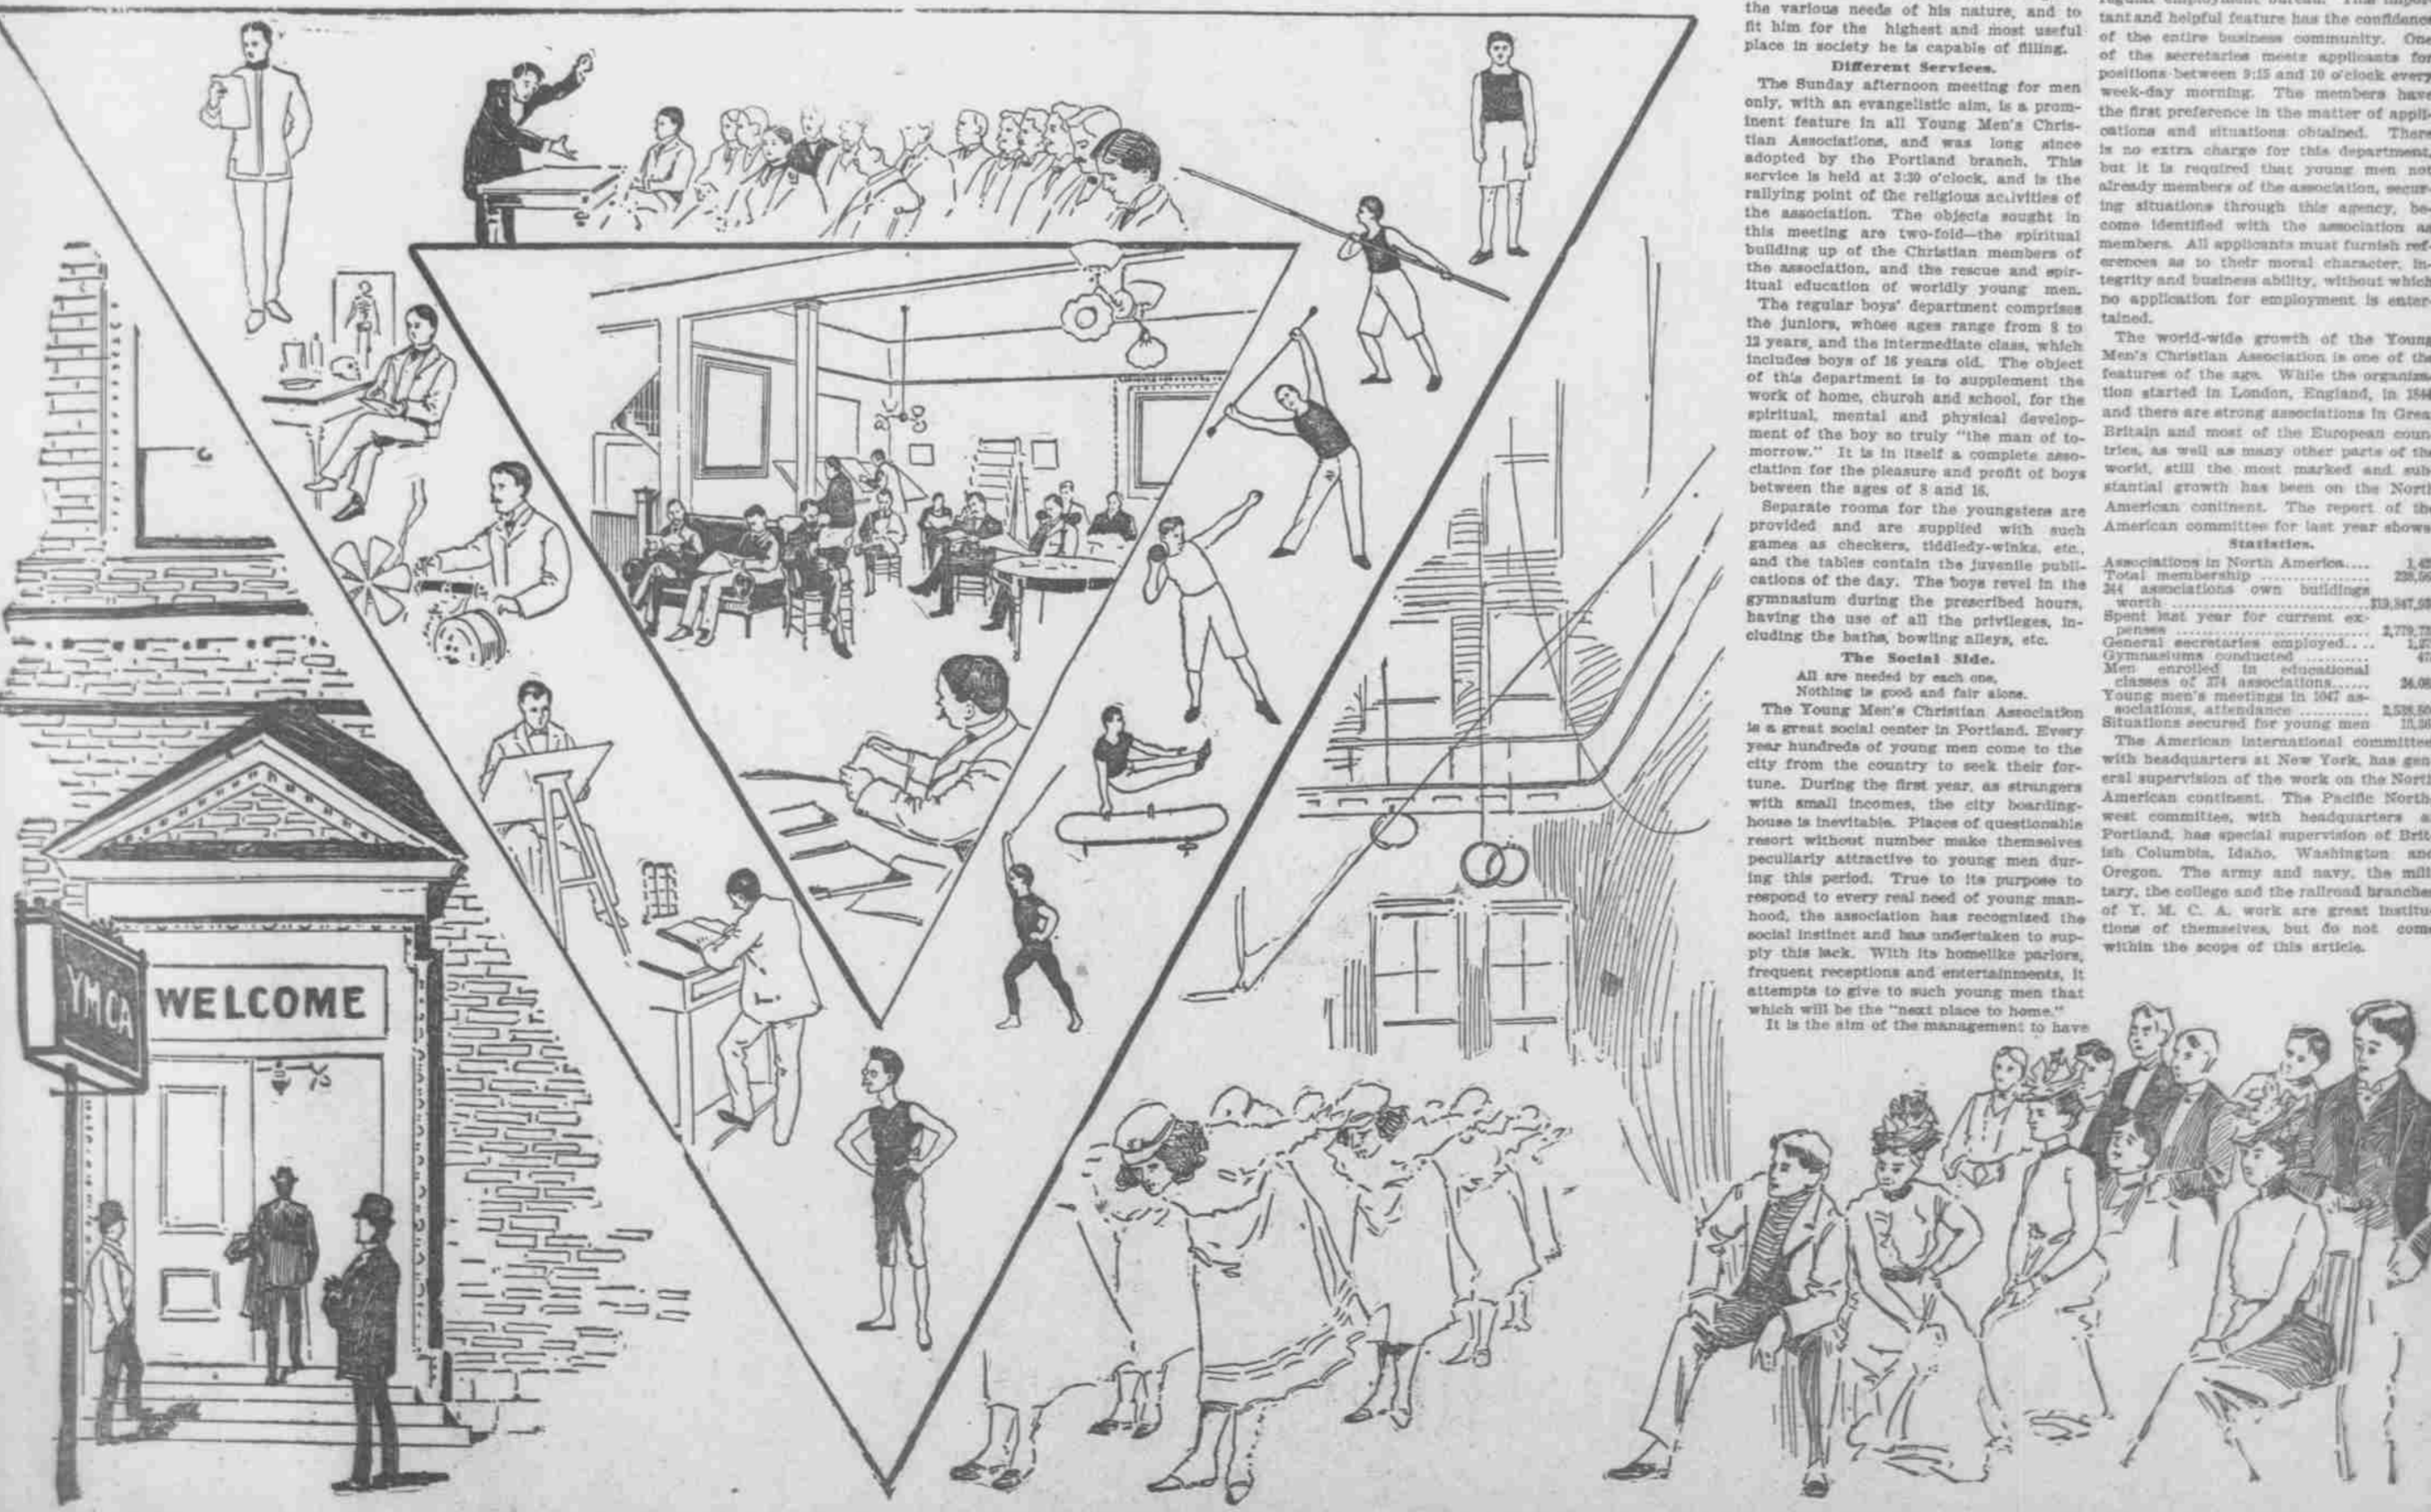 YMCA
WELCOME
the various needs of his nature, and to
fit him for the highest and most useful
place in society he is capable of filling.
Different Services.
The Sunday afternoon meeting for men
only, with an evangelistic aim, is a prom-
inent feature in all Young Men's Chris-
tian Associations, and was long since
adopted by the Portland branch. This
service is held at 3:30 o'clock, and is the
rallying point of the religious activities of
the association. The objects sought in
this meeting are two-fold—the spiritual
building up of the Christian members of
the association, and the rescue and spir-
itual education of worldly young men.
The regular boys' department comprises
the juniors, whose ages range from 8 to
12 years, and the intermediate class, which
includes boys of 16 years old. The object
of this department is to supplement the
work of home, church and school, for the
spiritual, mental and physical develop-
ment of the boy so truly "the man of to-
morrow." It is in itself a complete asso-
ciation for the pleasure and profit of boys
between the ages of 8 and 16.
Separate rooms for the youngsters are
provided and are supplied with such
games as checkers, tiddledy-winks, etc.,
and the tables contain the juvenile publi-
cations of the day. The boys revel in the
gymnasium during the prescribed hours,
having the use of all the privileges, in-
cluding the baths, bowling alleys, etc.
The Social Side.
All are needed by each one,
Nothing is good and fair alone.
The Young Men's Christian Association
is a great social center in Portland. Every
year hundreds of young men come to the
city from the country to seek their for-
tune. During the first year, as strangers
with small incomes, the city boarding-
house is inevitable. Places of questionable
resort without number make themselves
peculiarly attractive to young men dur-
ing this period. True to its purpose to
respond to every real need of young man-
hood, the association has recognized the
social instinct and has undertaken to sup-
ply this lack. With its homelike parlors,
frequent receptions and entertainments, it
attempts to give to such young men that
which will be the "next place to home."
It is the aim of the management to have
regular employment bureau. This impor-
tant and helpful feature has the confidence
of the entire business community. One
of the secretaries meets applicants for
positions between 9:15 and 10 o'clock every
week-day morning. The members have
the first preference in the matter of appli-
cations and situations obtained. There
is no extra charge for this department,
but it is required that young men not
already members of the association, secur-
ing situations through this agency, be-
come identified with the association as
members. All applicants must furnish ref-
erences as to their moral character, in-
tegrity and business ability, without which
no application for employment is enter-
tained.
The world-wide growth of the Young
Men's Christian Association is one of the
features of the age. While the organiza-
tion started in London, England, in 1844
and there are strong associations in Great
Britain and most of the European coun-
tries, as well as many other parts of the
world, still the most marked and sub-
stantial growth has been on the North
American continent. The report of the
American committee for last year shows
Statistics.
Associations in North America....
Total membership
344 associations own buildings
worth
Spent last year for current ex-
penses
General secretaries employed....
Gymnasiums conducted
Men enrolled in educational
classes of 374 associations......
Young men's meetings in 1047 as-
sociations, attendance
Situations secured for young men
The American international committee
with headquarters at New York, has gen-
eral supervision of the work on the North
American continent. The Pacific North-
west committee, with headquarters at
Portland, has special supervision of Brit-
ish Columbia, Idaho, Washington and
Oregon. The army and navy, the mili-
tary, the college and the railroad branches
of Y. M. C. A. work are great institu-
tions of themselves, but do not come
within the scope of this article.